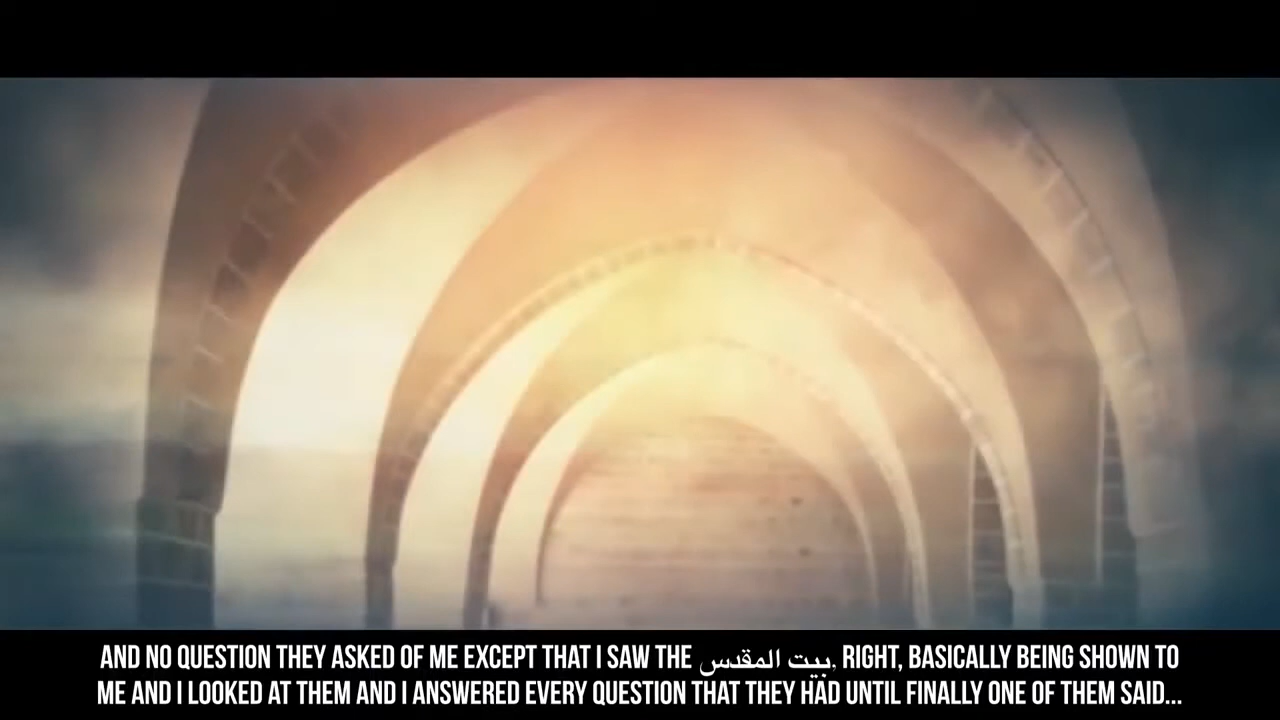 AND NO QUESTION THEY ASKED OF ME EXCEPT THAT I SAW THE بيت المقدس, RIGHT, BASICALLY BEING SHOWN TO
ME AND I LOOKED AT THEM AND I ANSWERED EVERY QUESTION THAT THEY HAD UNTIL FINALLY ONE OF THEM SAID...